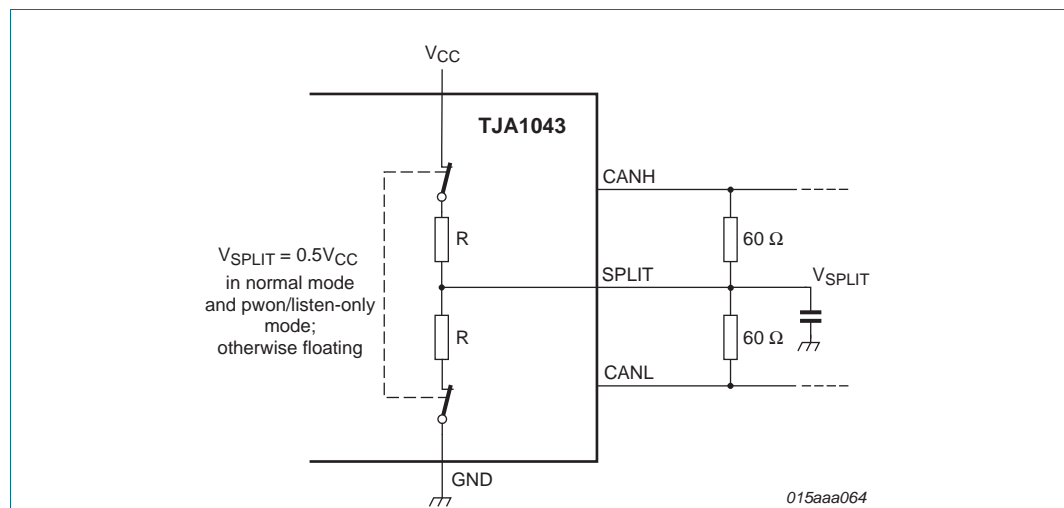 VCC
TJA1043
CANH
R
60 Ω
VSPLIT = 0.5VCC
in normal mode
and pwon/listen-only
mode;
otherwise floating
SPLIT
VSPLIT
R
60 Ω
CANL
GND
015aaa064